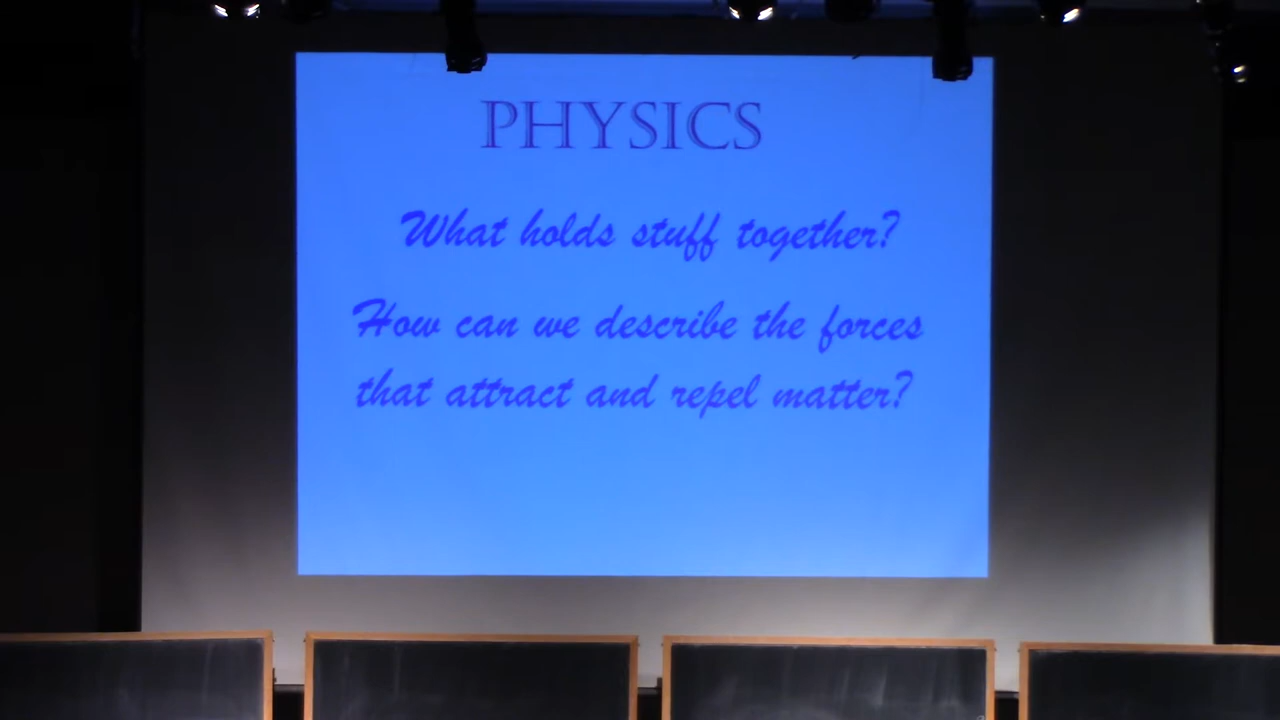 PHYSICS
What holds stuff together?
How can we describe the forces
that attract and repel matter?